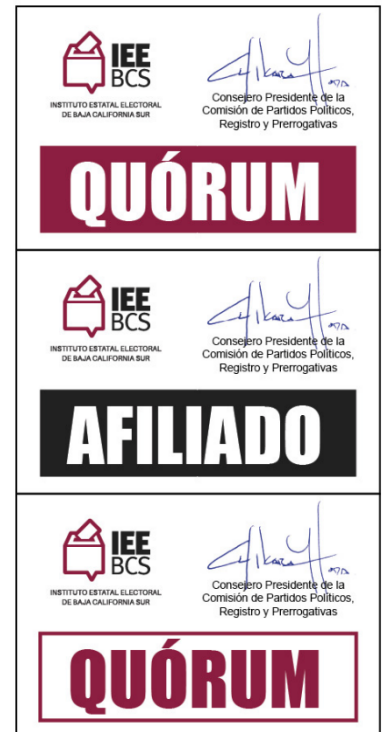 IEE
BCS
INSTITUTO ESTATAL ELECTORAL
DE BAJA CALIFORNIA SUR
Consejero Presidente de la
Comisión de Partidos Políticos,
Registro y Prerrogativas
QUÓRUM
IEE
BCS
INSTITUTO ESTATAL ELECTORAL
DE BAJA CALIFORNIA SUR
Consejero Presidente de la
Comisión de Partidos Políticos,
Registro y Prerrogativas
AFILIADO
IEE
BCS
INSTITUTO ESTATAL ELECTORAL
DE BAJA CALIFORNIA SUR
Consejero Presidente de la
Comisión de Partidos Políticos,
Registro y Prerrogativas
QUÓRUM